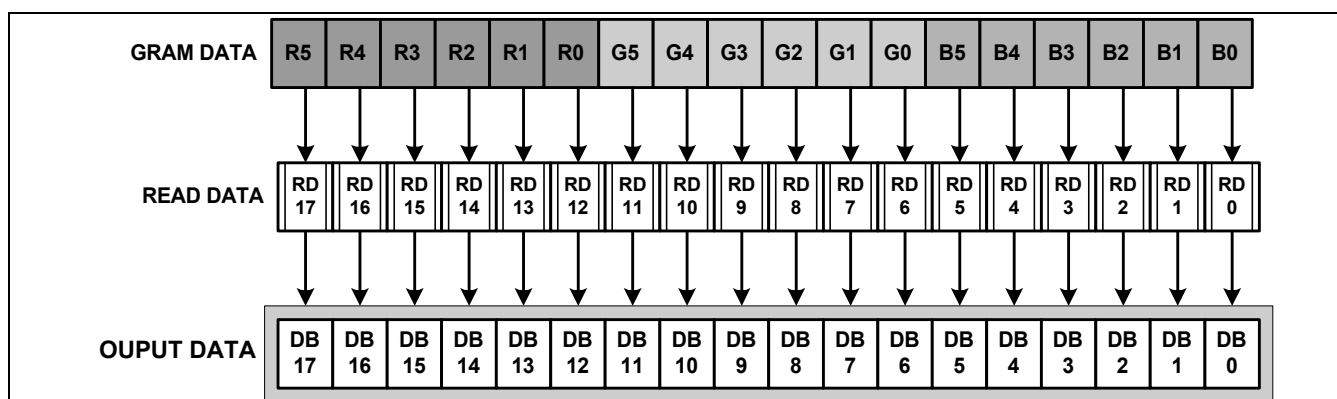 GRAM DATA R5 R4 R3 R2 R1 R0 G5 G4 G3 G2 G1 G0 B5 B4 B3 B2 B1 B0
READ DATA RD 17 RD 16 RD 15 RD 14 RD 13 RD 12 RD 11 RD 10 RD 9 RD 8 RD 7 RD 6 RD 5 RD 4 RD 3 RD 2 RD 1 RD 0
OUPUT DATA DB 17 DB 16 DB 15 DB 14 DB 13 DB 12 DB 11 DB 10 DB 9 DB 8 DB 7 DB 6 DB 5 DB 4 DB 3 DB 2 DB 1 DB 0